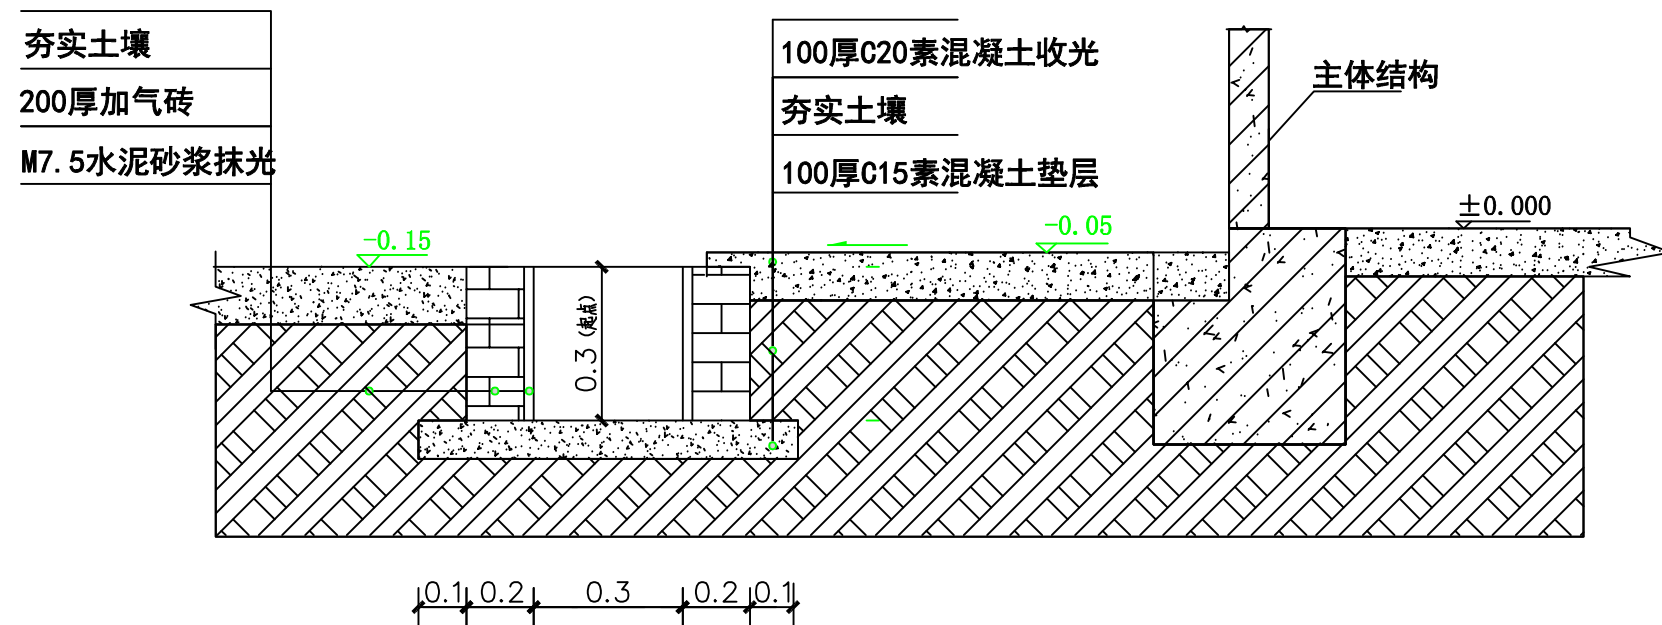 夯实土壤
200厚加气砖
M7.5水泥砂浆抹光
100厚C20素混凝土收光
夯实土壤
100厚C15素混凝土垫层
主体结构
-0.15
-0.05
±0.000
0.3(起点)
0.1
0.2
0.3
0.2
0.1